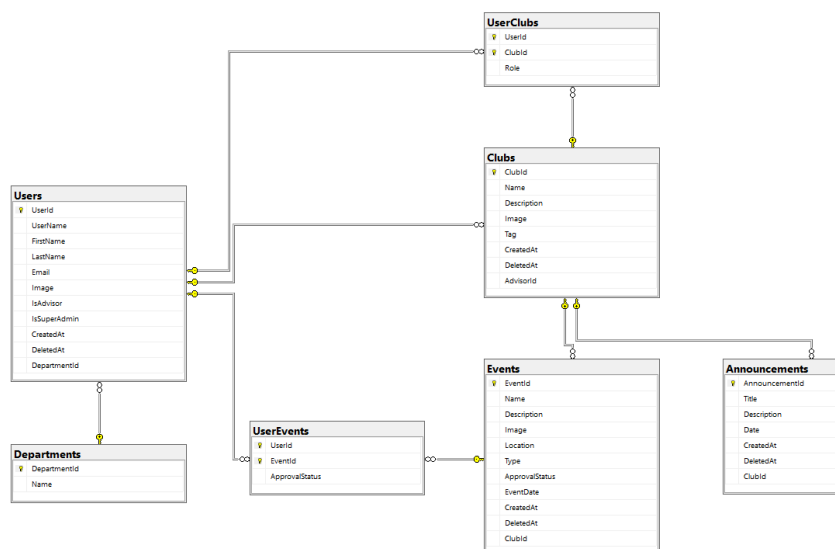 UserClubs
UserId
ClubId
Role
Clubs
ClubId
Name
Description
Image
Tag
CreatedAt
DeletedAt
AdvisorId
Users
UserId
UserName
FirstName
LastName
Email
Image
IsAdvisor
IsSuperAdmin
CreatedAt
DeletedAt
DepartmentId
Events
EventId
Name
Description
Image
Location
Type
ApprovalStatus
EventDate
CreatedAt
DeletedAt
ClubId
Announcements
AnnouncementId
Title
Description
Date
CreatedAt
DeletedAt
ClubId
UserEvents
UserId
EventId
ApprovalStatus
Departments
DepartmentId
Name